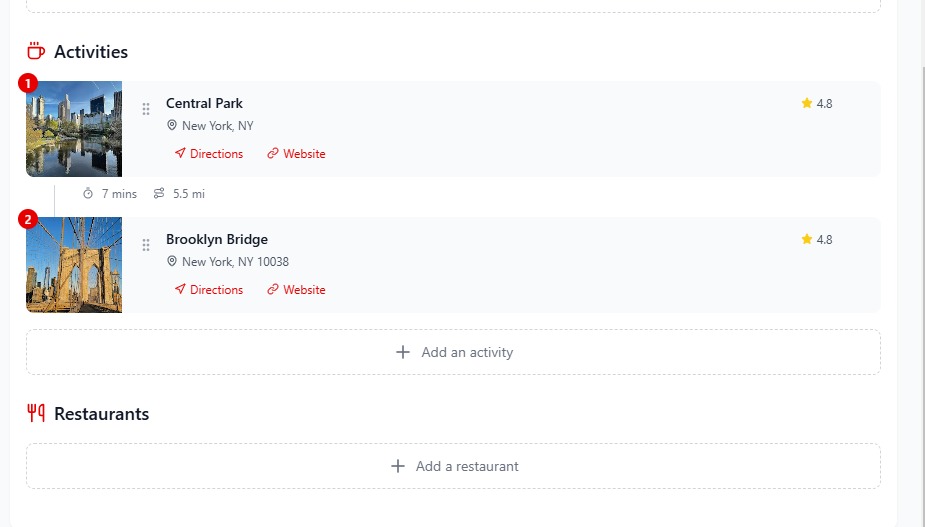 Activities
1
Central Park
4.8
New York, NY
Directions Website
7 mins 5.5 mi
2
Brooklyn Bridge
4.8
New York, NY 10038
Directions Website
Add an activity
Restaurants
Add a restaurant